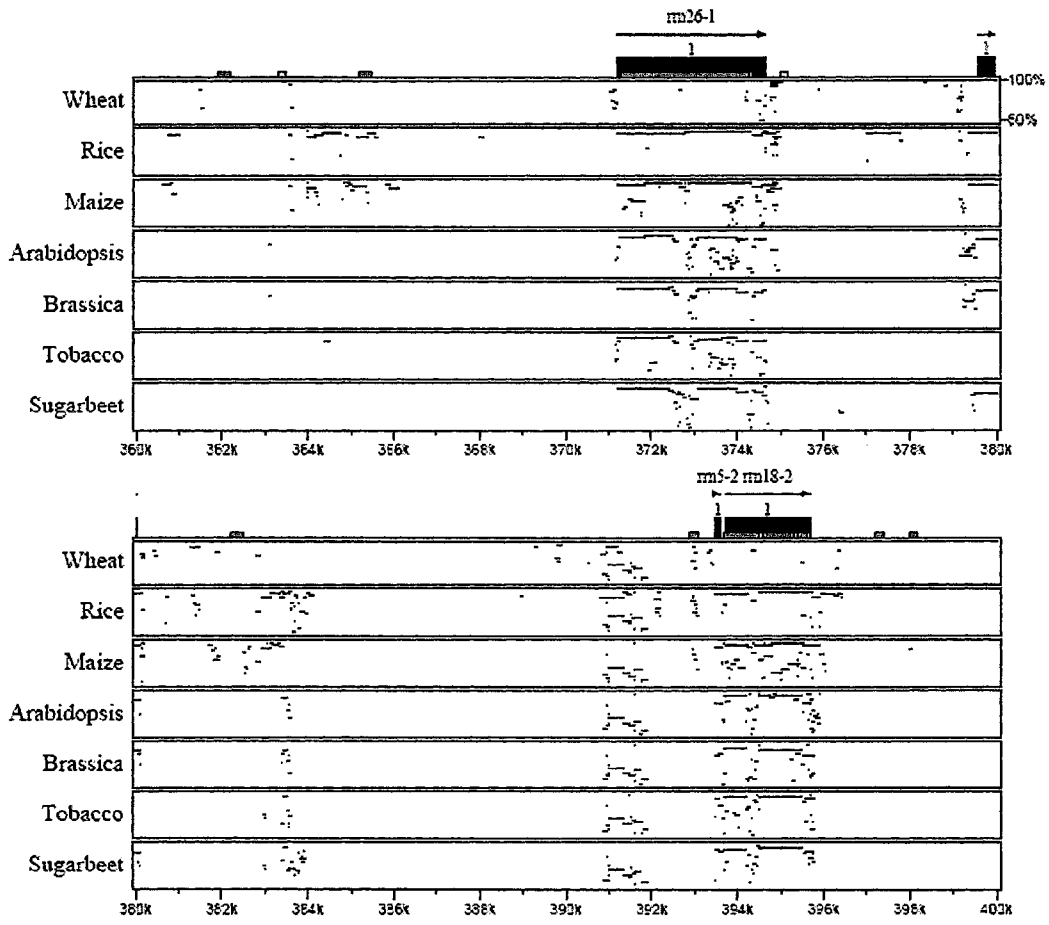 rrn26-1
1
1
100%
50%
Wheat
Rice
Maize
Arabidopsis
Brassica
Tobacco
Sugarbeet
360k 362k 364k 366k 368k 370k 372k 374k 376k 378k 380k
rrn5-2 rrn18-2
1
1
Wheat
Rice
Maize
Arabidopsis
Brassica
Tobacco
Sugarbeet
380k 382k 384k 386k 388k 390k 392k 394k 396k 398k 400k